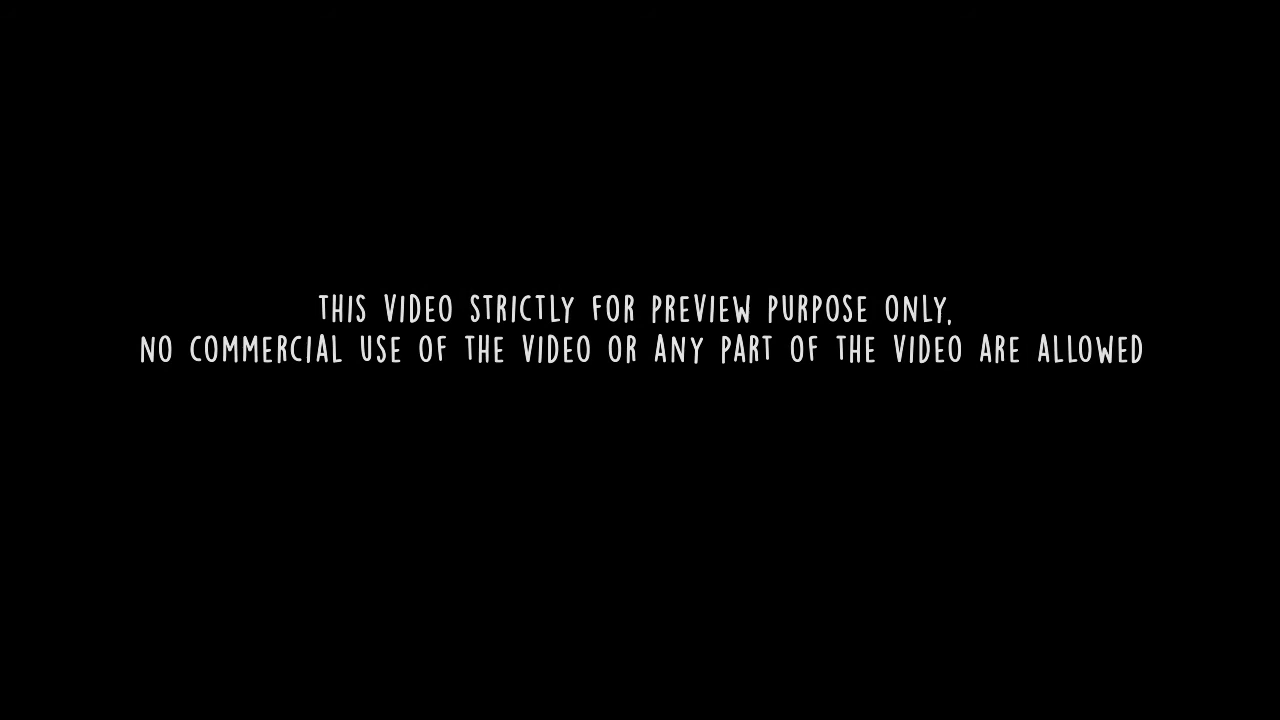 THIS VIDEO STRICTLY FOR PREVIEW PURPOSE ONLY,
NO COMMERCIAL USE OF THE VIDEO OR ANY PART OF THE VIDEO ARE ALLOWED